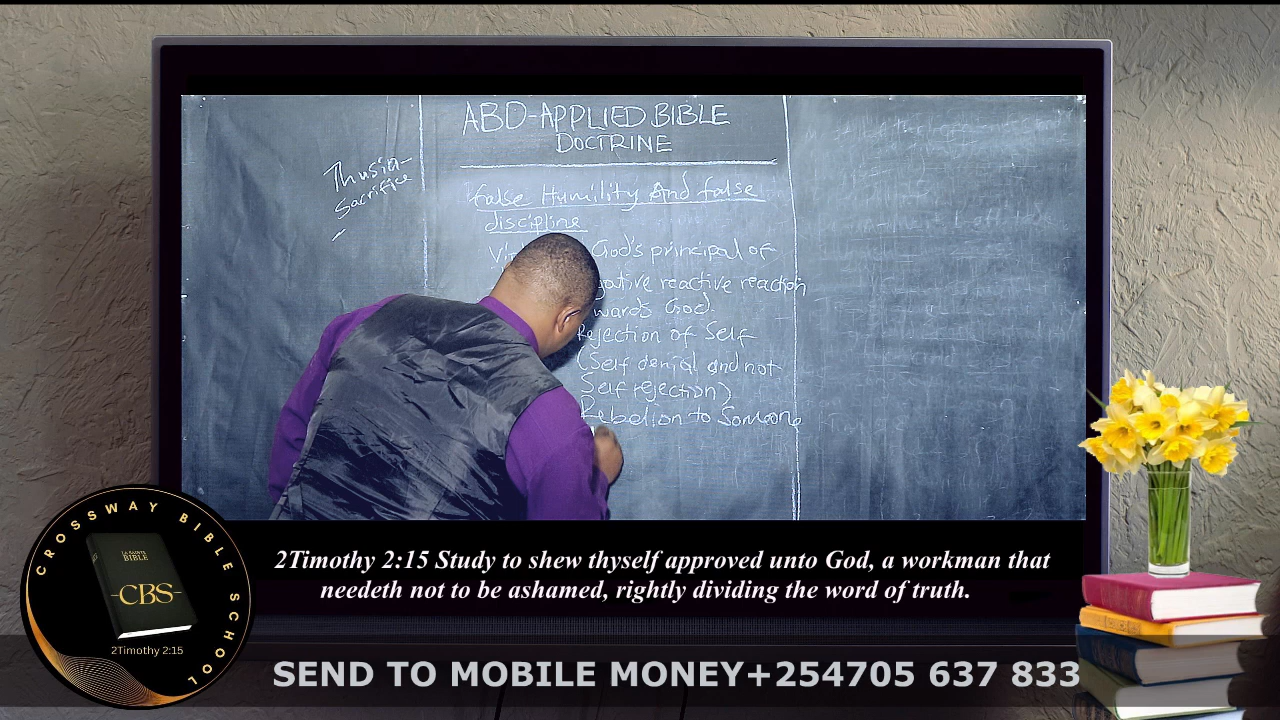 ABD-APPLIED BIBLE
DOCTRINE
Thusia-
Sacrifice
false Humility And false
discipline
God's principal of
reactive reaction
God.
Rejection of Self
(Self denial and not
Self rejection)
Rebelion to Someone
CROSSWAY BIBLE SCHOOL
LA SAINTE
BIBLE
-CBS-
2Timothy 2:15
2Timothy 2:15 Study to shew thyself approved unto God, a workman that
needeth not to be ashamed, rightly dividing the word of truth.
SEND TO MOBILE MONEY+254705 637 833